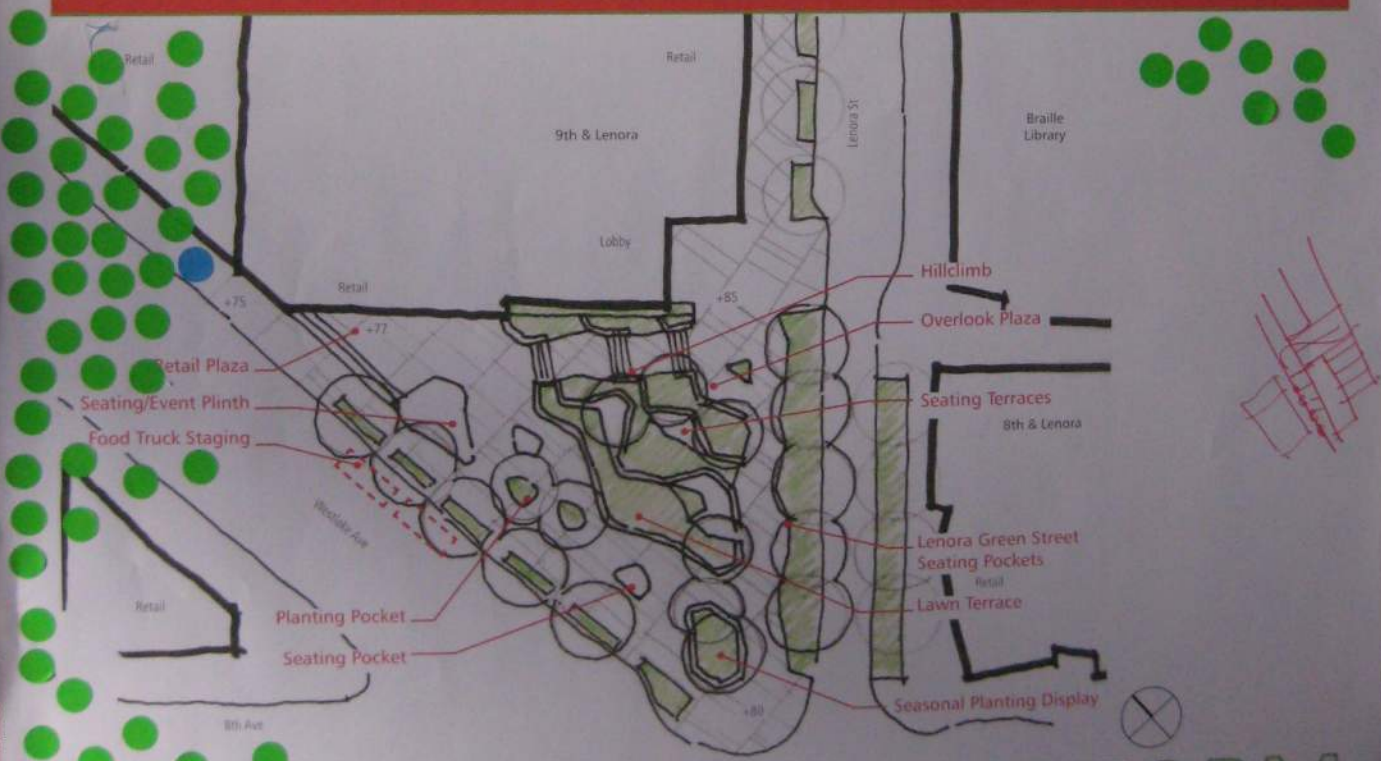 Retail
Retail
9th & Lenora
Lenora St
Braille
Library
Lobby
Hillclimb
Retail
+75
+85
Overlook Plaza
+77
Retail Plaza
Seating/Event Plinth
Seating Terraces
Food Truck Staging
8th & Lenora
Westlake Ave
Lenora Green Street
Seating Pockets
Retail
Retail
Lawn Terrace
Planting Pocket
Seating Pocket
Seasonal Planting Display
+80
8th Ave